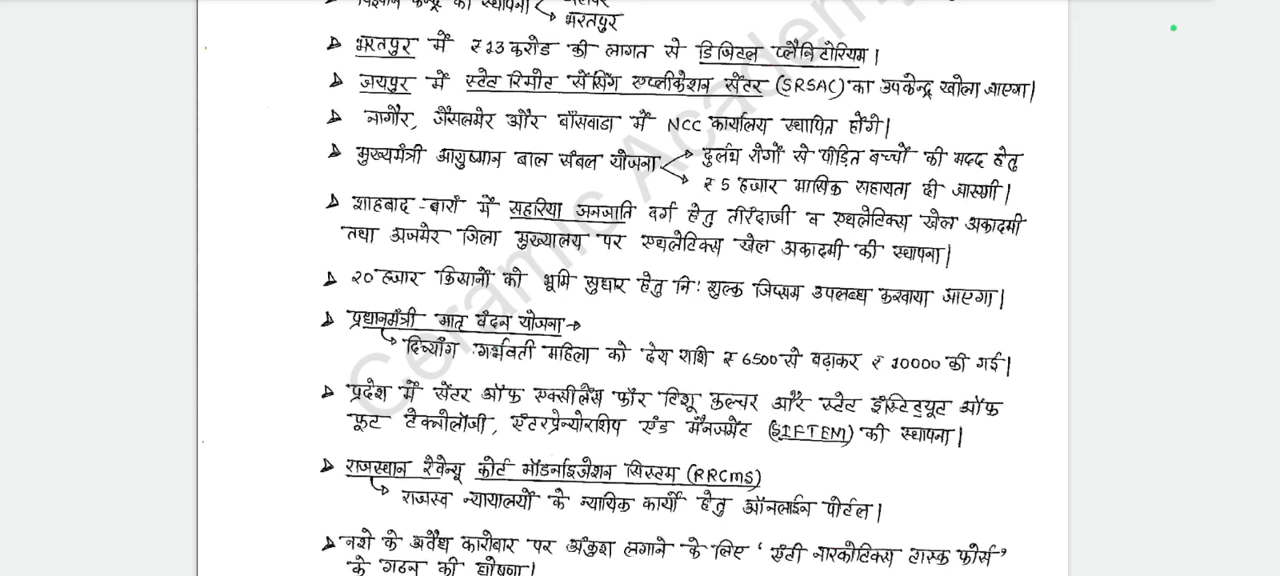 विज्ञान केन्द्र की स्थापना
भरतपुर
➢ भरतपुर में ₹13 करोड की लागत से डिजिटल प्लैनिटोरियम।
➢ जयपुर में स्टेट रिमोट सेंसिंग एप्लीकेशन सेंटर (SRSAC) का उपकेन्द्र खोला जाएगा।
➢ नागौर, जैसलमेर और बाँसवाडा में NCC कार्यालय स्थापित होंगे।
➢ मुख्यमंत्री आयुष्मान बाल संबल योजना → दुर्लभ रोगों से पीड़ित बच्चों की मदद हेतु
→ ₹5 हजार मासिक सहायता दी जाएगी।
➢ शाहबाद - बारां में सहरिया जनजाति वर्ग हेतु तीरंदाजी व एथलेटिक्स खेल अकादमी
तथा अजमेर जिला मुख्यालय पर एथलेटिक्स खेल अकादमी की स्थापना।
➢ 20 हजार किसानों को भूमि सुधार हेतु नि: शुल्क जिप्सम उपलब्ध करवाया जाएगा।
➢ प्रधानमंत्री मातृ वंदन योजना →
→ दिव्याँग गर्भवती महिला को देय राशि ₹ 6500 से बढ़ाकर ₹ 10000 की गई।
➢ प्रदेश में सेंटर ऑफ एक्सीलेंस फॉर टिशू कल्चर और स्टेट इंस्टिट्यूट ऑफ
फूट टेक्नोलॉजी, एंटरप्रेन्योरशिप एंड मैनेजमेंट (SIFTEM) की स्थापना।
➢ राजस्थान रेवेन्यू कोर्ट मॉडर्नाइजेशन सिस्टम (RRCMS)
→ राजस्व न्यायालयों के न्यायिक कार्यों हेतु ऑनलाईन पोर्टल।
➢ नशे के अवैध कारोबार पर अंकुश लगाने के लिए ' एंटी नारकोटिक्स टास्क फोर्स'
के गठन की घोषणा।
Ceramic Academy